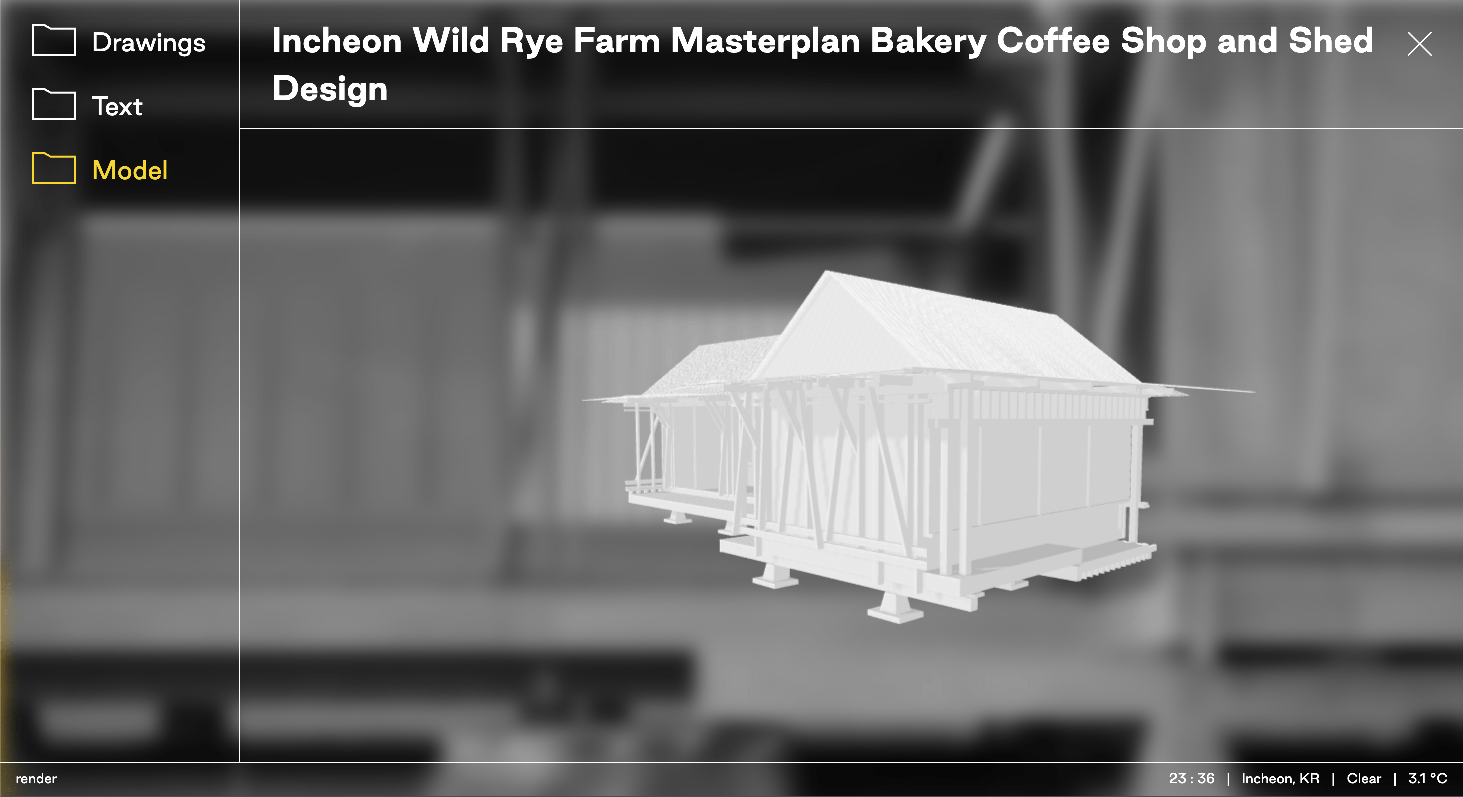 Drawings
Text
Model
Incheon Wild Rye Farm Masterplan Bakery Coffee Shop and Shed
Design
render
23 : 36 | Incheon, KR | Clear | 3.1 °C